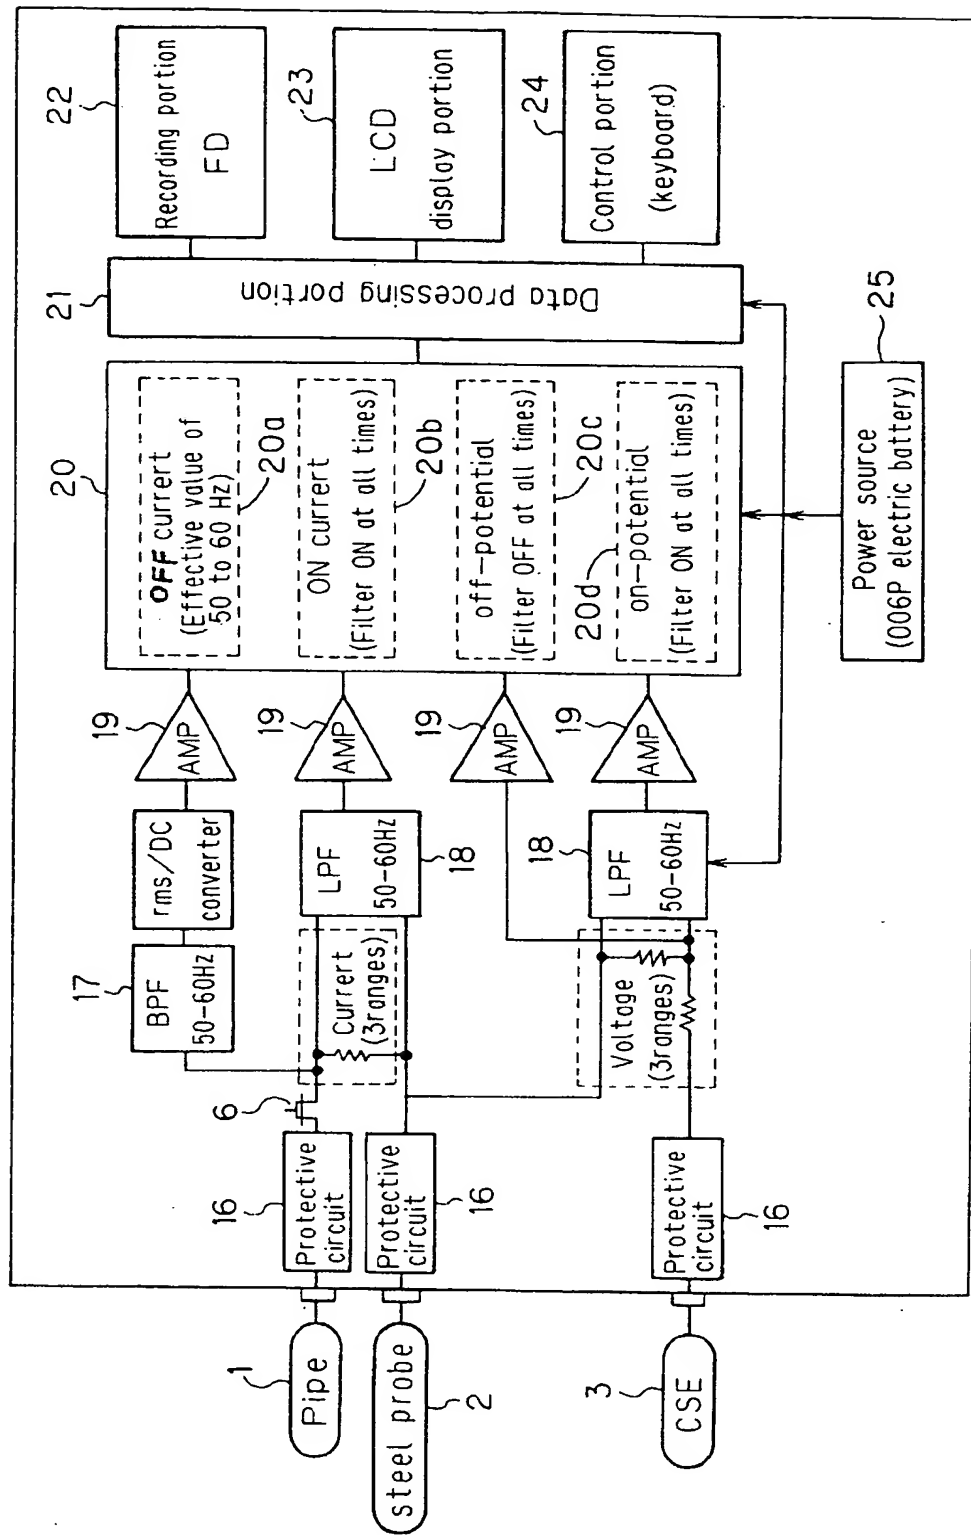 22
Recording portion
FD
23
LCD
display portion
24
Control portion
(keyboard)
21
Data processing portion
20
OFF current
(Effective value of
50 to 60 Hz)
20a
ON current
(Filter ON at all times)
20b
off-potential
(Filter OFF at all times)
20c
20d
on-potential
(Filter ON at all times)
25
Power source
(006P electric battery)
19
AMP
19
AMP
19
AMP
19
AMP
rms/DC
converter
17
BPF
50-60Hz
LPF
50-60Hz
18
18
LPF
50-60Hz
Current
(3ranges)
Voltage
(3ranges)
6
16
Protective
circuit
Protective
circuit
16
Protective
circuit
16
1
Pipe
steel probe
2
3
CSE